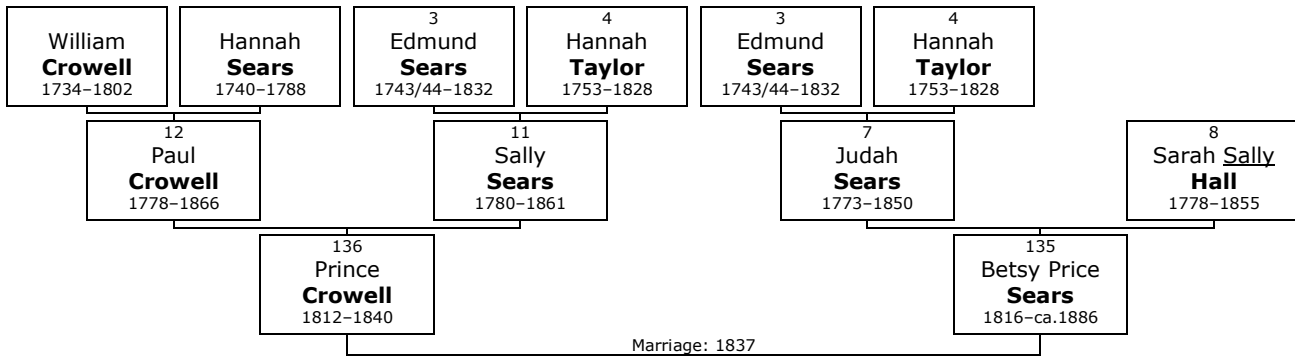 William
Crowell
1734–1802
Hannah
Sears
1740–1788
3
Edmund
Sears
1743/44–1832
4
Hannah
Taylor
1753–1828
3
Edmund
Sears
1743/44–1832
4
Hannah
Taylor
1753–1828
12
Paul
Crowell
1778–1866
11
Sally
Sears
1780–1861
7
Judah
Sears
1773–1850
8
Sarah Sally
Hall
1778–1855
136
Prince
Crowell
1812–1840
135
Betsy Price
Sears
1816–ca.1886
Marriage: 1837